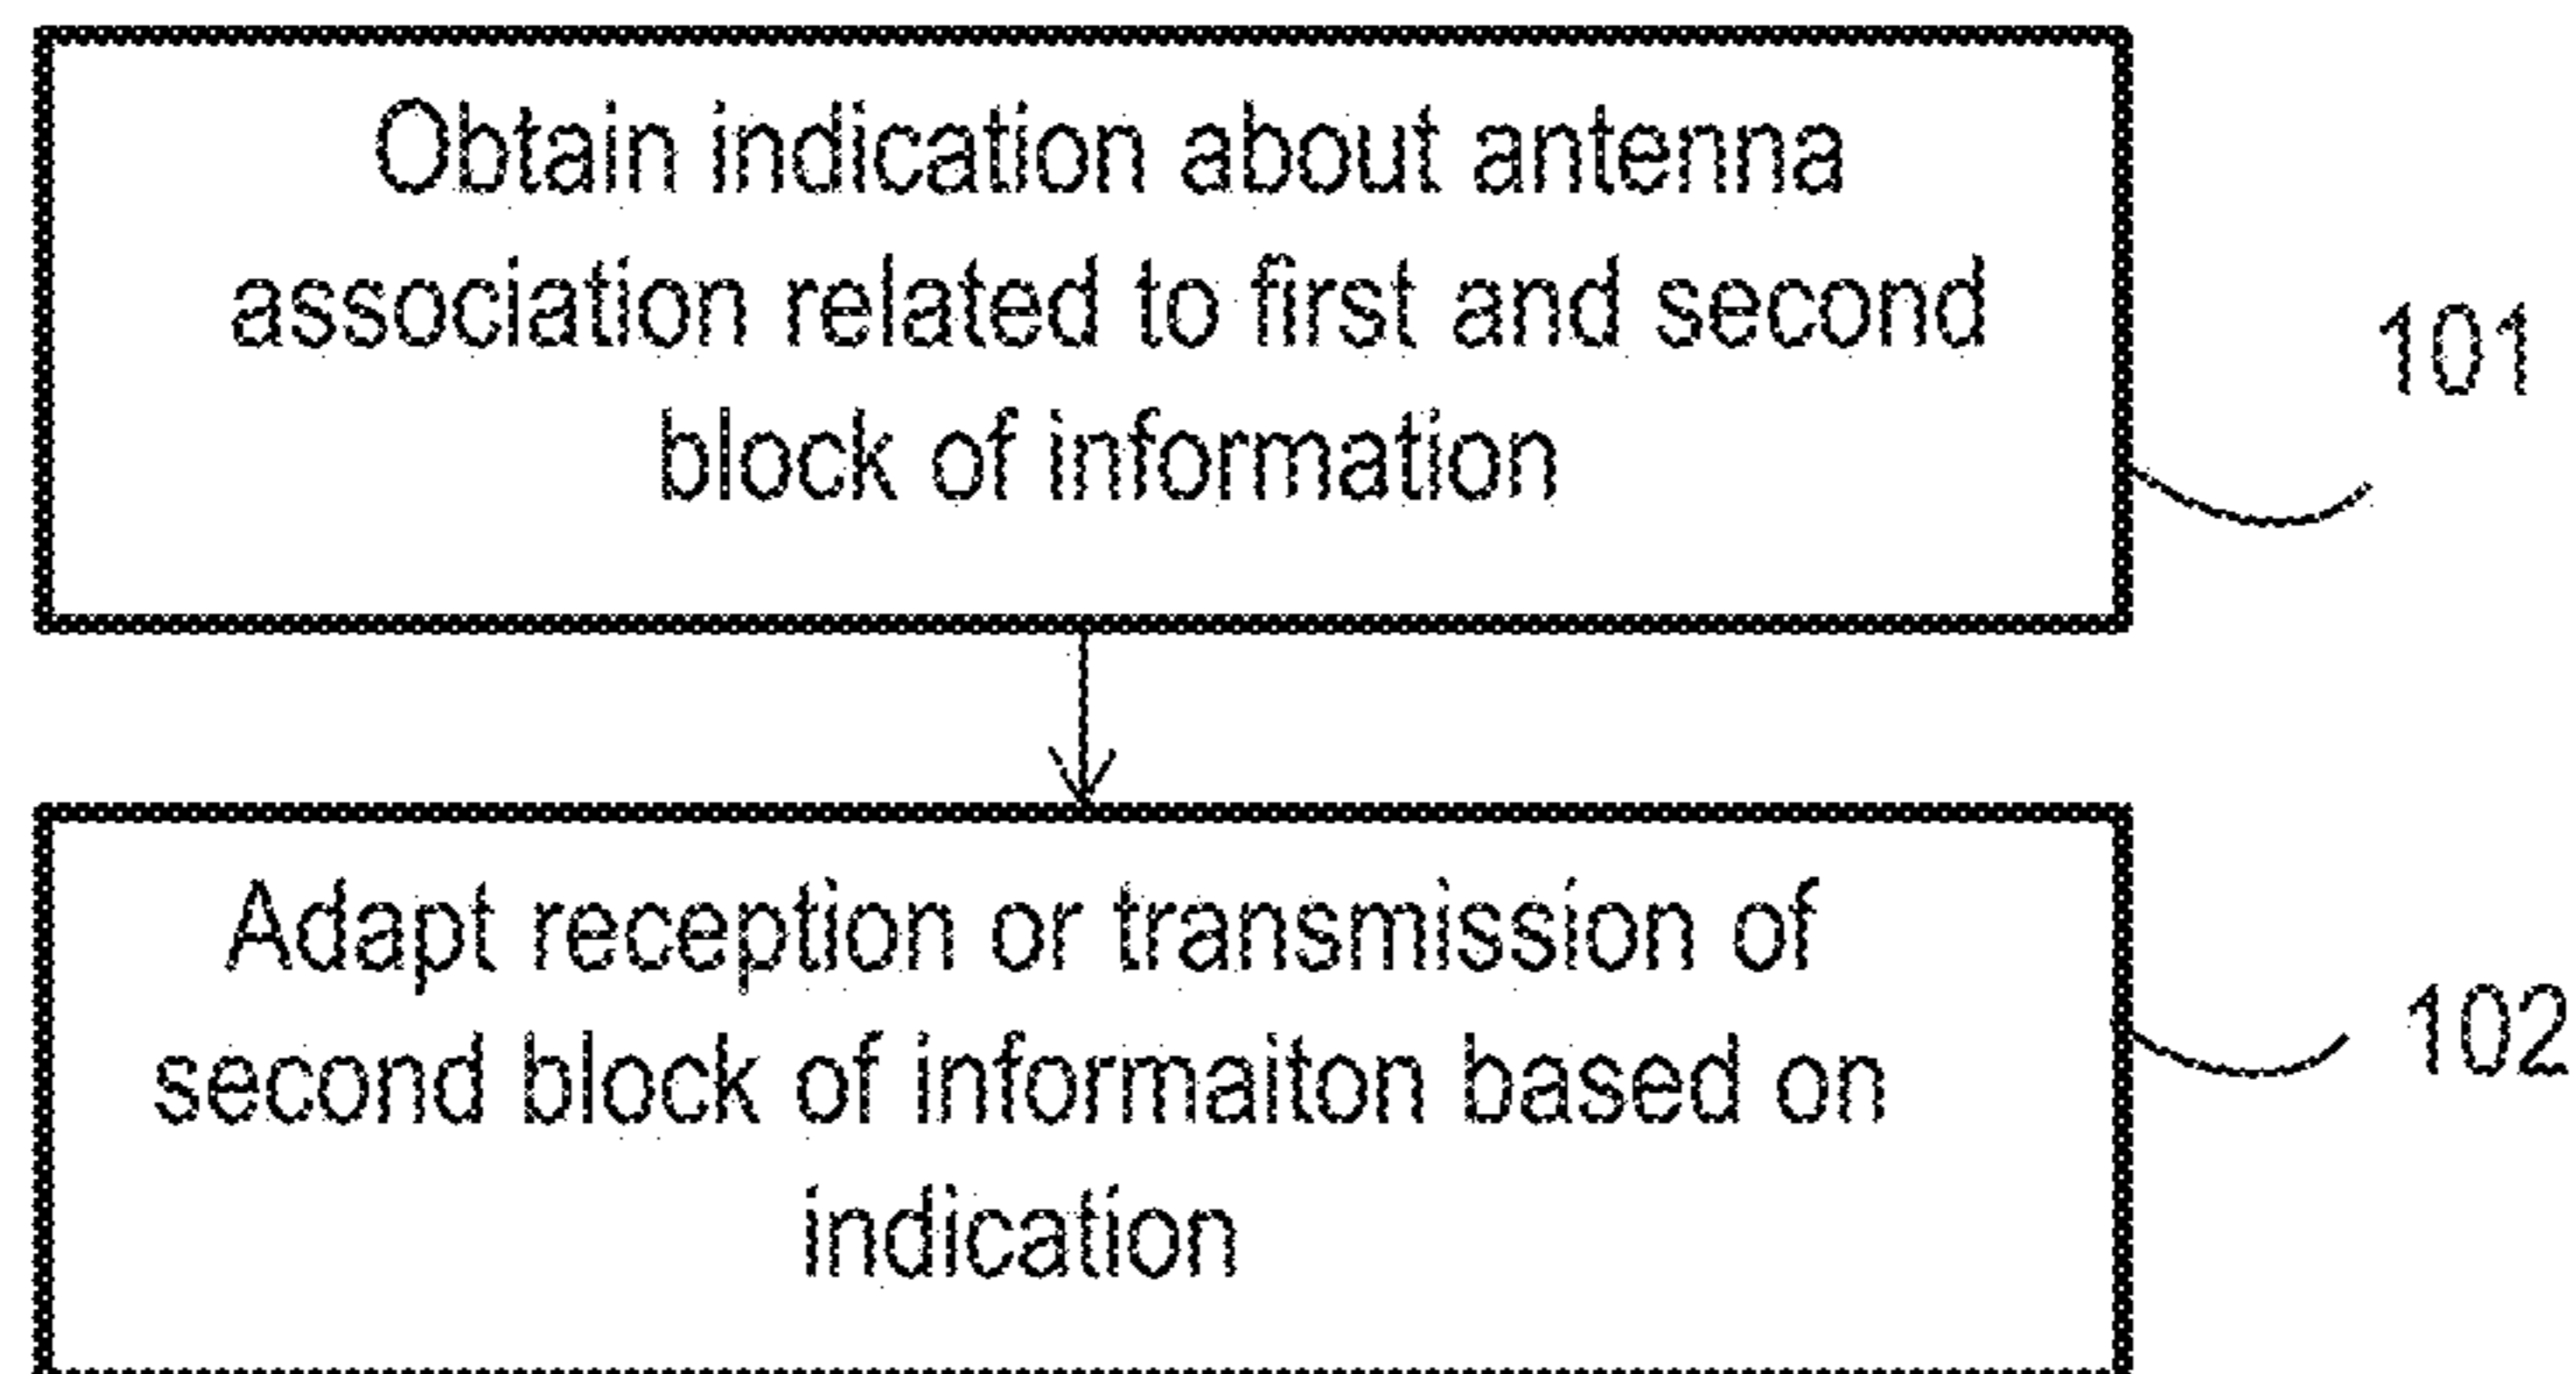 Obtain indication about antenna
association related to first and second
block of information
101
Adapt reception or transmission of
second block of informaiton based on
indication
102